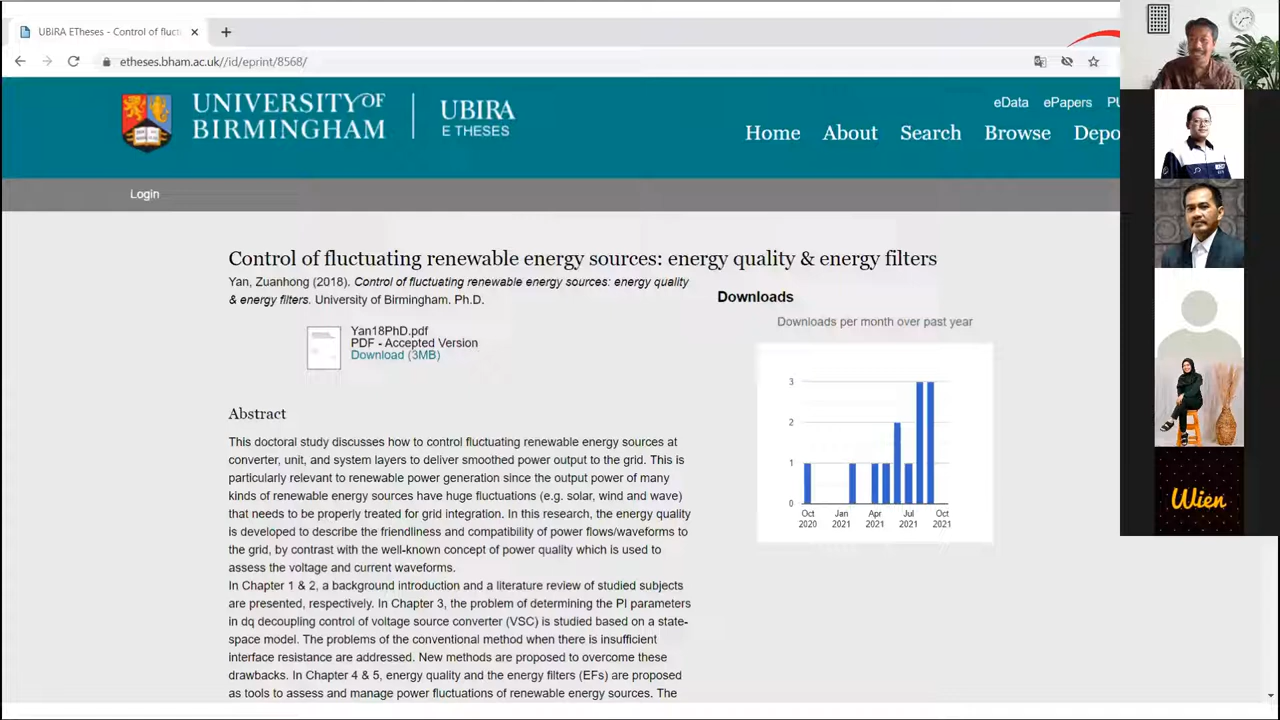 UBIRA ETheses - Control of fluct
etheses.bham.ac.uk//id/eprint/8568/
UNIVERSITY OF
BIRMINGHAM
UBIRA
E THESES
eData ePapers
Home About Search Browse
Login
Control of fluctuating renewable energy sources: energy quality & energy filters
Yan, Zuanhong (2018). Control of fluctuating renewable energy sources: energy quality
& energy filters. University of Birmingham. Ph.D.
Yan18PhD.pdf
PDF - Accepted Version
Download (3MB)
Downloads
Downloads per month over past year
3
2
1
0
Oct Jan Apr Jul Oct
2020 2021 2021 2021 2021
Abstract
This doctoral study discusses how to control fluctuating renewable energy sources at
converter, unit, and system layers to deliver smoothed power output to the grid. This is
particularly relevant to renewable power generation since the output power of many
kinds of renewable energy sources have huge fluctuations (e.g. solar, wind and wave)
that needs to be properly treated for grid integration. In this research, the energy quality
is developed to describe the friendliness and compatibility of power flows/waveforms to
the grid, by contrast with the well-known concept of power quality which is used to
assess the voltage and current waveforms.
In Chapter 1 & 2, a background introduction and a literature review of studied subjects
are presented, respectively. In Chapter 3, the problem of determining the PI parameters
in dq decoupling control of voltage source converter (VSC) is studied based on a state-
space model. The problems of the conventional method when there is insufficient
interface resistance are addressed. New methods are proposed to overcome these
drawbacks. In Chapter 4 & 5, energy quality and the energy filters (EFs) are proposed
as tools to assess and manage power fluctuations of renewable energy sources. The
Wien